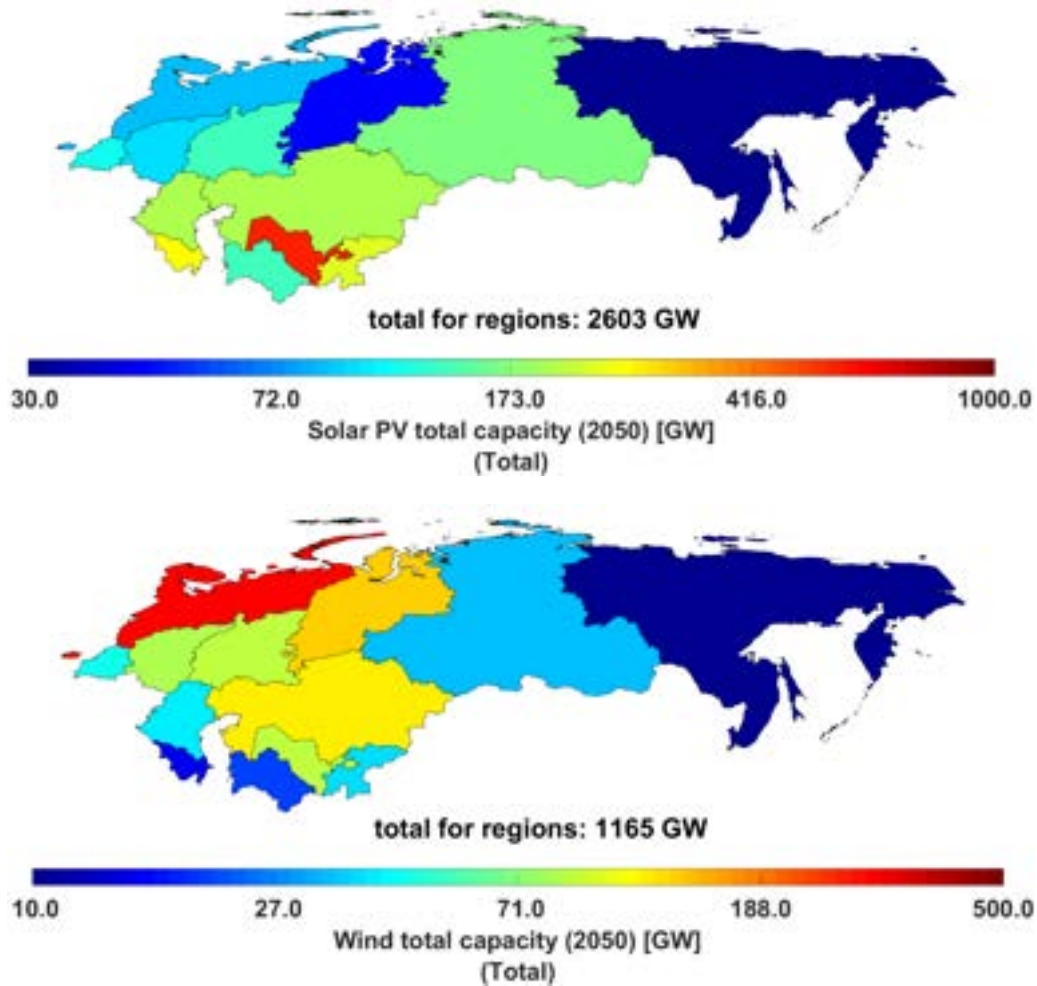 total for regions: 2603 GW
30.0 72.0 173.0 416.0 1000.0
Solar PV total capacity (2050) [GW]
(Total)
total for regions: 1165 GW
10.0 27.0 71.0 188.0 500.0
Wind total capacity (2050) [GW]
(Total)